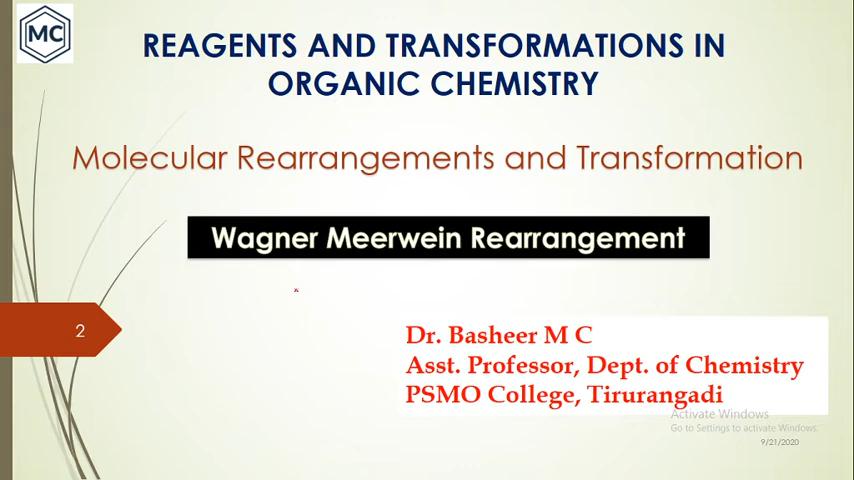 MC
REAGENTS AND TRANSFORMATIONS IN
ORGANIC CHEMISTRY
Molecular Rearrangements and Transformation
Wagner Meerwein Rearrangement
2
Dr. Basheer M C
Asst. Professor, Dept. of Chemistry
PSMO College, Tirurangadi
Activate Windows
Go to Settings to activate Windows.
9/21/2020